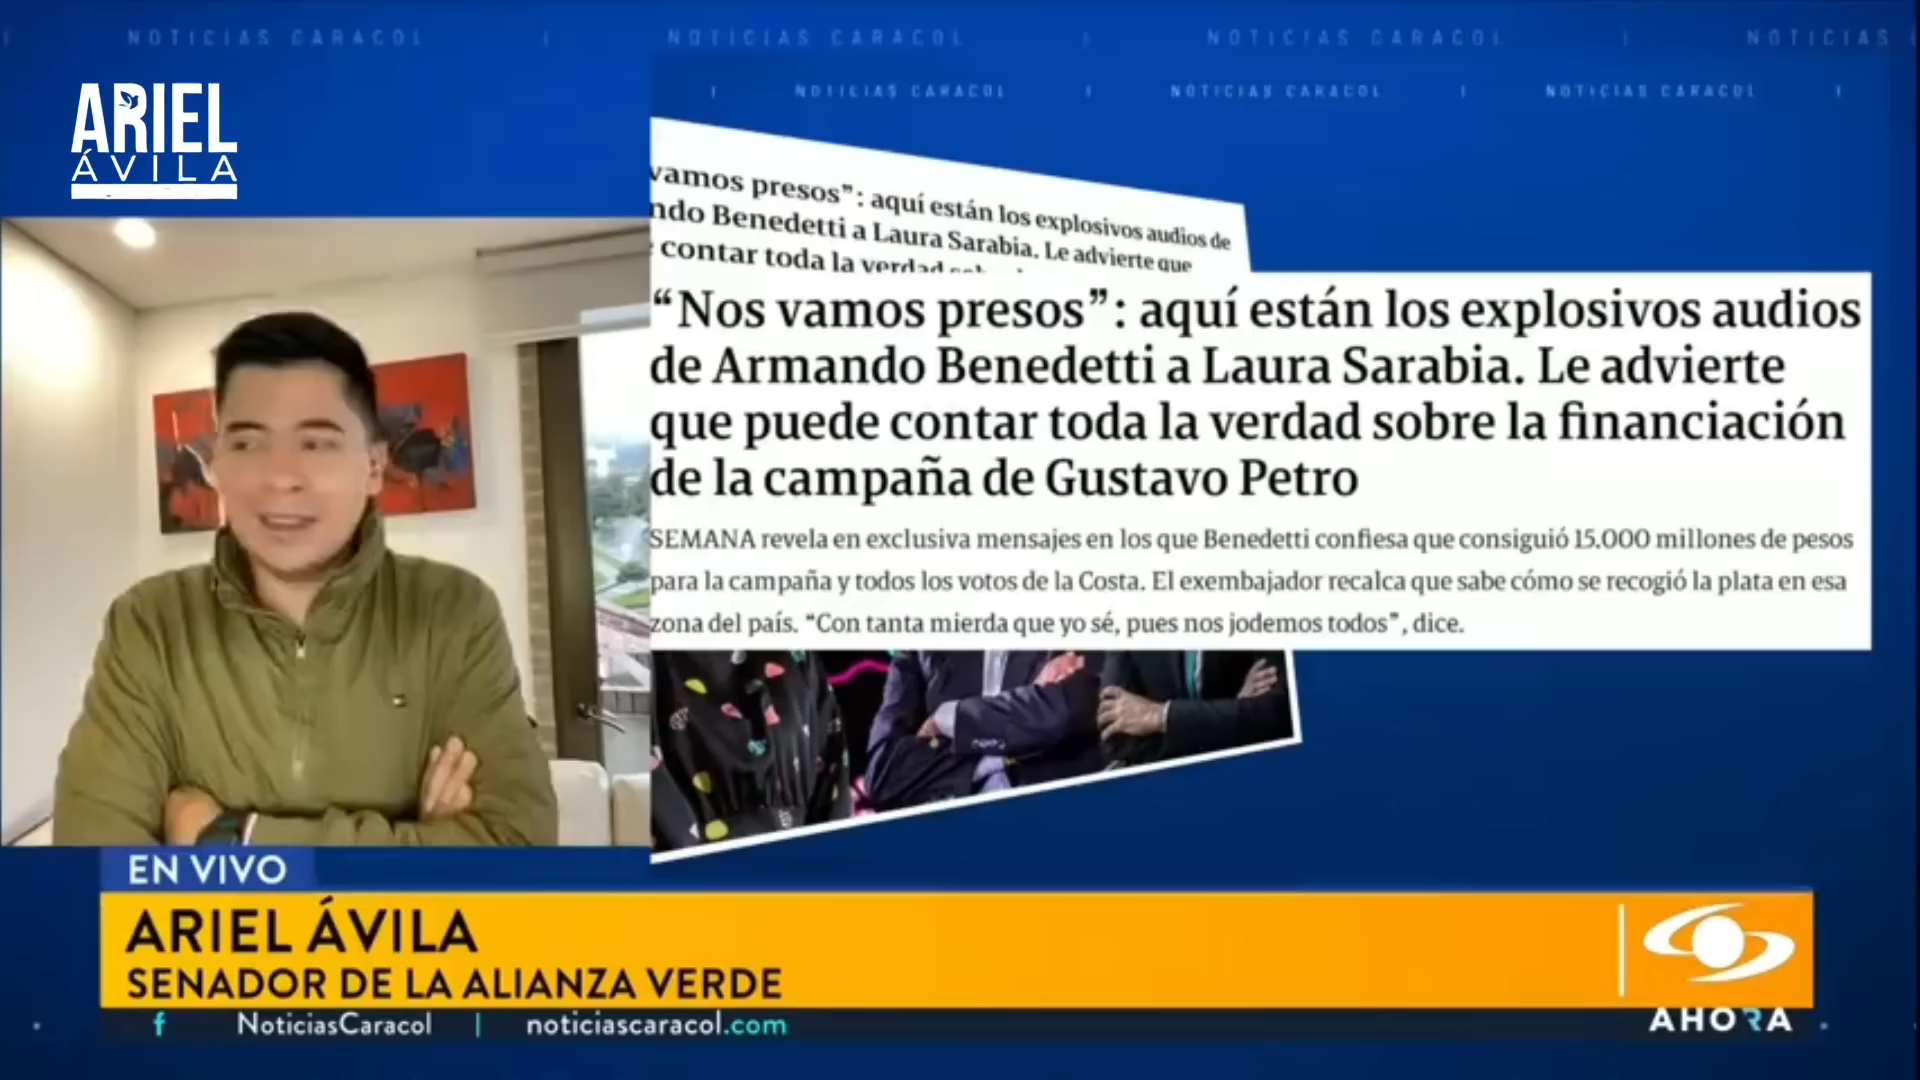 NOTICIAS CARACOL
NOTICIAS CARACOL
NOTICIAS CARACOL
NOTICIAS
NOTICIAS CARACOL
NOTICIAS CARACOL
NOTICIAS CARACOL
ARIEL
ÁVILA
vamos presos”: aquí están los explosivos audios de
ndo Benedetti a Laura Sarabia. Le advierte que
contar toda la verdad
“Nos vamos presos”: aquí están los explosivos audios
de Armando Benedetti a Laura Sarabia. Le advierte
que puede contar toda la verdad sobre la financiación
de la campaña de Gustavo Petro
SEMANA revela en exclusiva mensajes en los que Benedetti confiesa que consiguió 15.000 millones de pesos
para la campaña y todos los votos de la Costa. El exembajador recalca que sabe cómo se recogió la plata en esa
zona del país. “Con tanta mierda que yo sé, pues nos jodemos todos”, dice.
EN VIVO
ARIEL ÁVILA
SENADOR DE LA ALIANZA VERDE
f NoticiasCaracol | noticiascaracol.com
AHORA